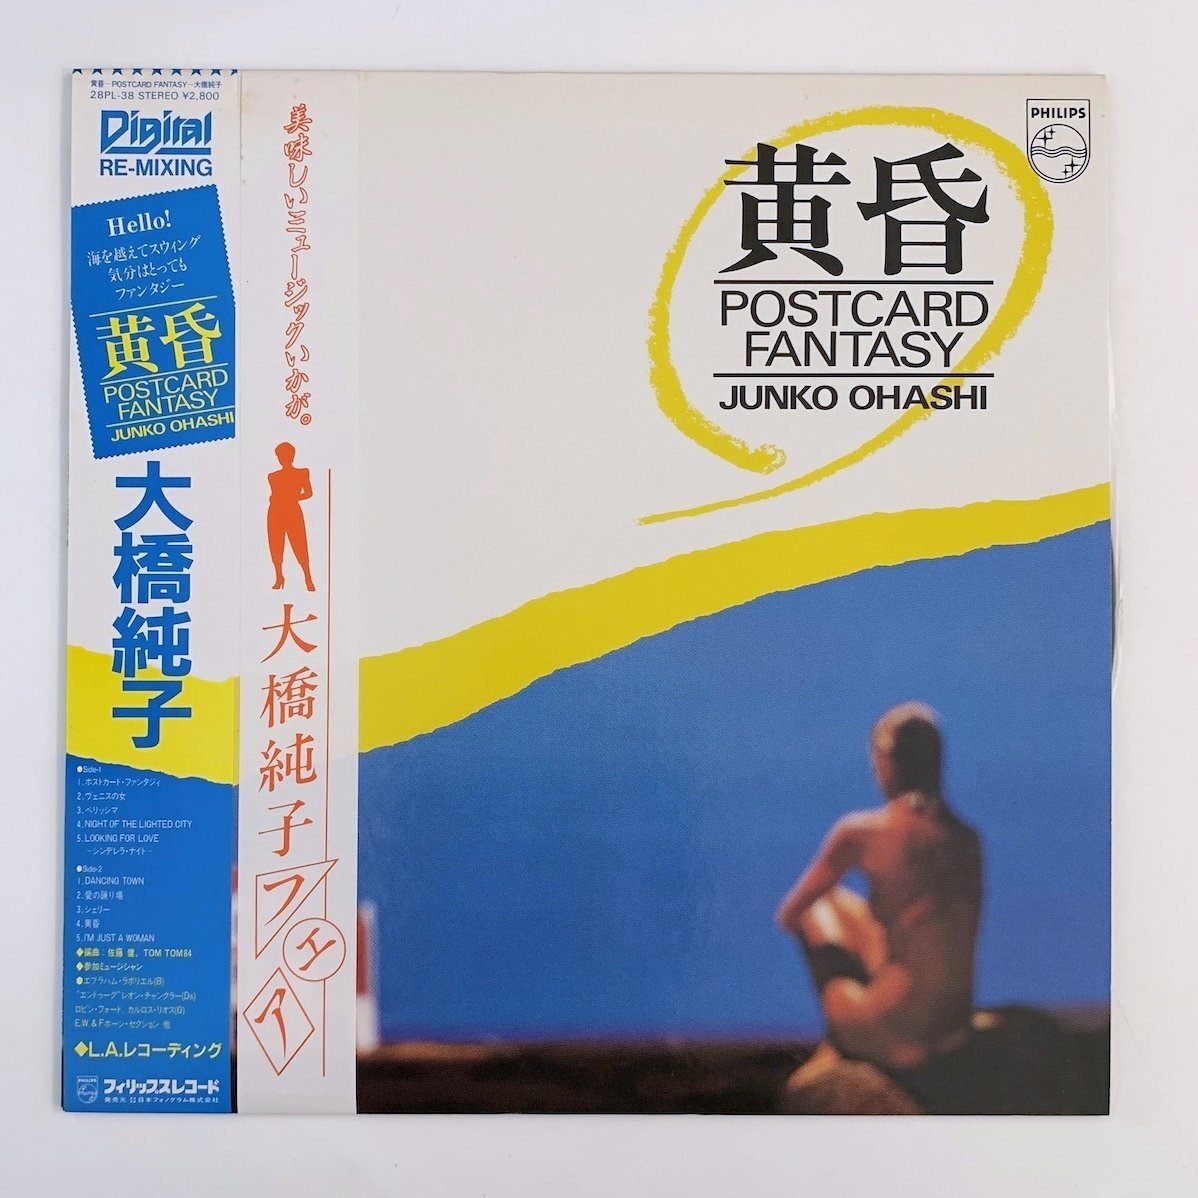 黄昏―POSTCARD FANTASY―大橋純子
28PL-38 STEREO ¥2,800
Digital
RE-MIXING
Hello!
海を越えてスウィング
気分はとっても
ファンタジー
黄昏
POSTCARD
FANTASY
JUNKO OHASHI
大橋純子
●Side-1
1.ポストカード・ファンタジィ
2.ヴェニスの女
3.ベリッシマ
4.NIGHT OF THE LIGHTED CITY
5.LOOKING FOR LOVE
～シンデレラ・ナイト～
●Side-2
1.DANCING TOWN
2.愛の踊り場
3.シェリー
4.黄昏
5.I'M JUST A WOMAN
◆編曲：佐藤 健、TOM TOM84
◆参加ミュージシャン
●エブラハム・ラボリエル(B)
"エンドゥーグ"レオン・チャンクラー(Ds)
ロビン・フォード、カルロス・リオス(G)
E.W.&Fホーン・セクション 他
◆L.A.レコーディング
PHILIPS
フィリップスレコード
発売元 日本フォノグラム株式会社
美味しいミュージックいかが。
大橋純子フェア
PHILIPS
黄昏
POSTCARD
FANTASY
JUNKO OHASHI